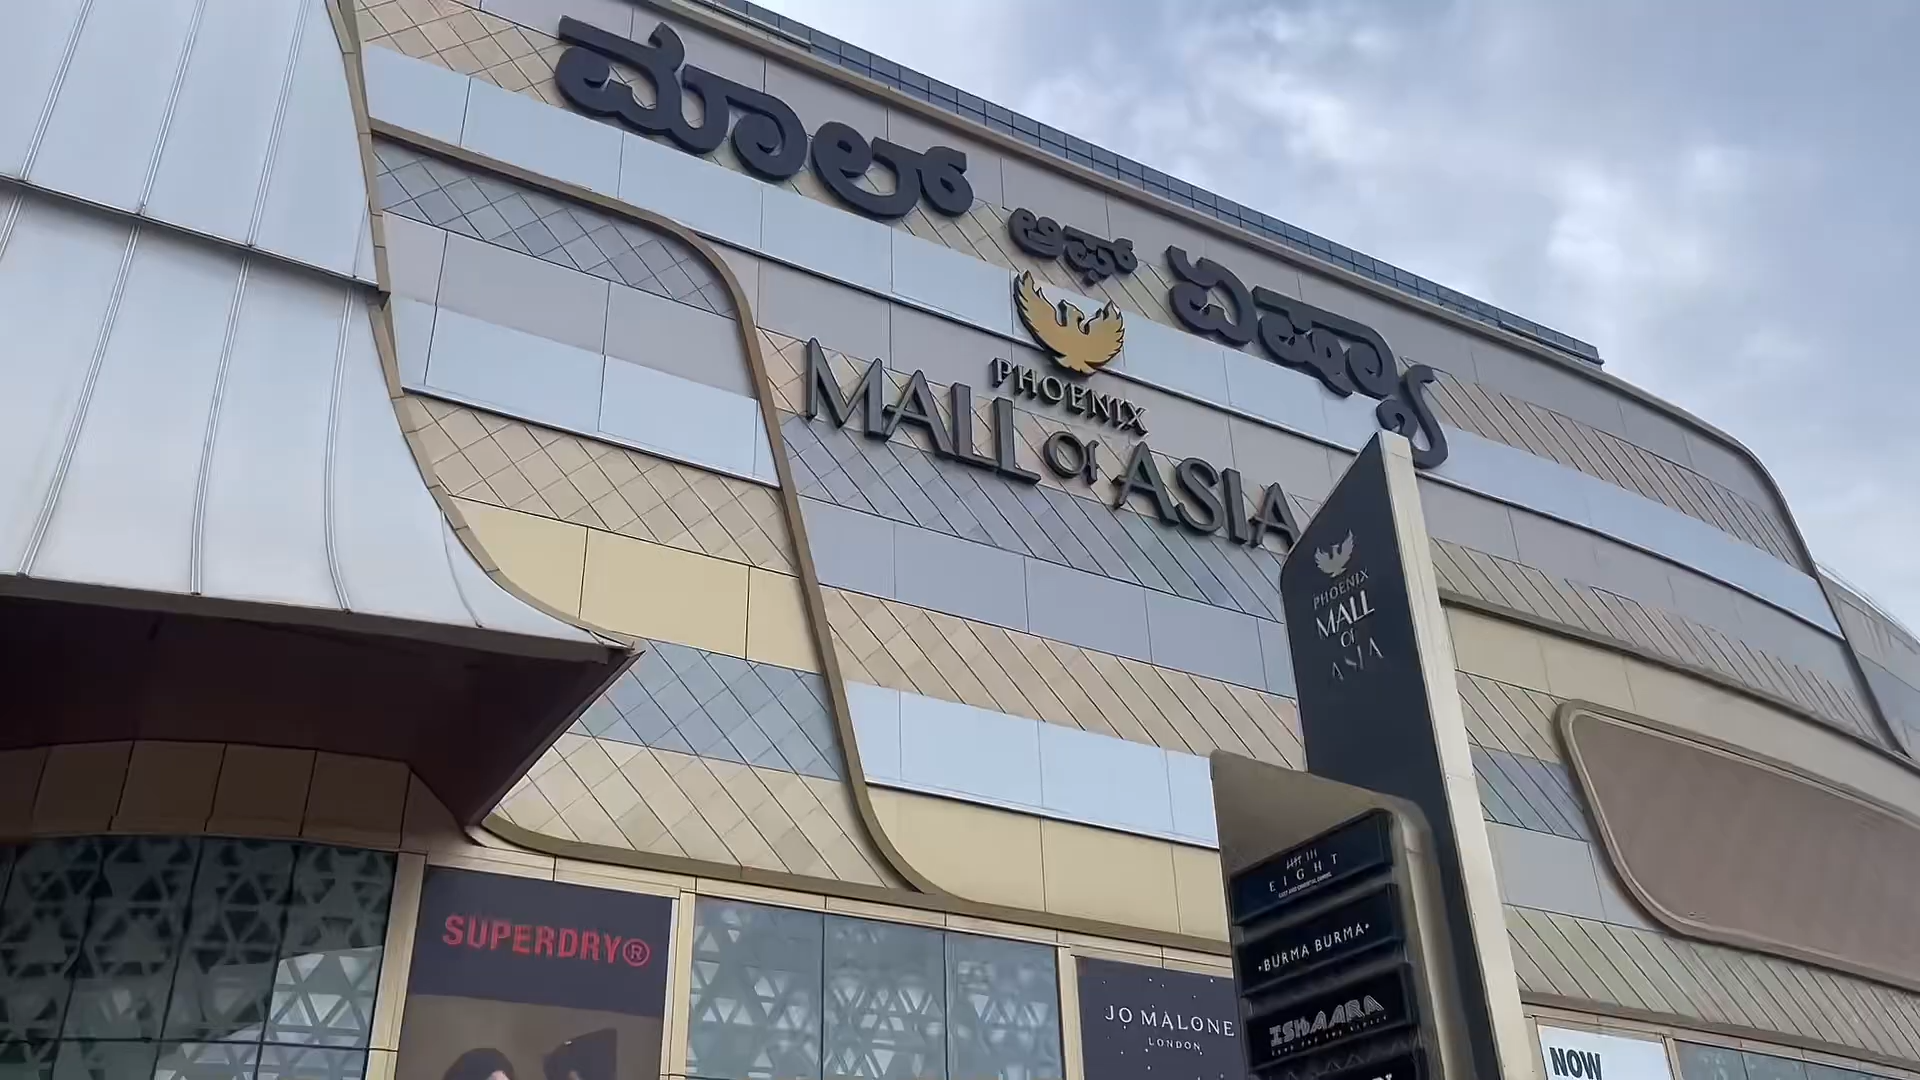 ಮಾಲ್ ಆಫ್ ಏಷ್ಯಾ
PHOENIX
MALL OF ASIA
PHOENIX
MALL
OF
ASIA
EIGHT
•BURMA BURMA•
ISHAARA
SUPERDRY®
JO MALONE
LONDON
NOW